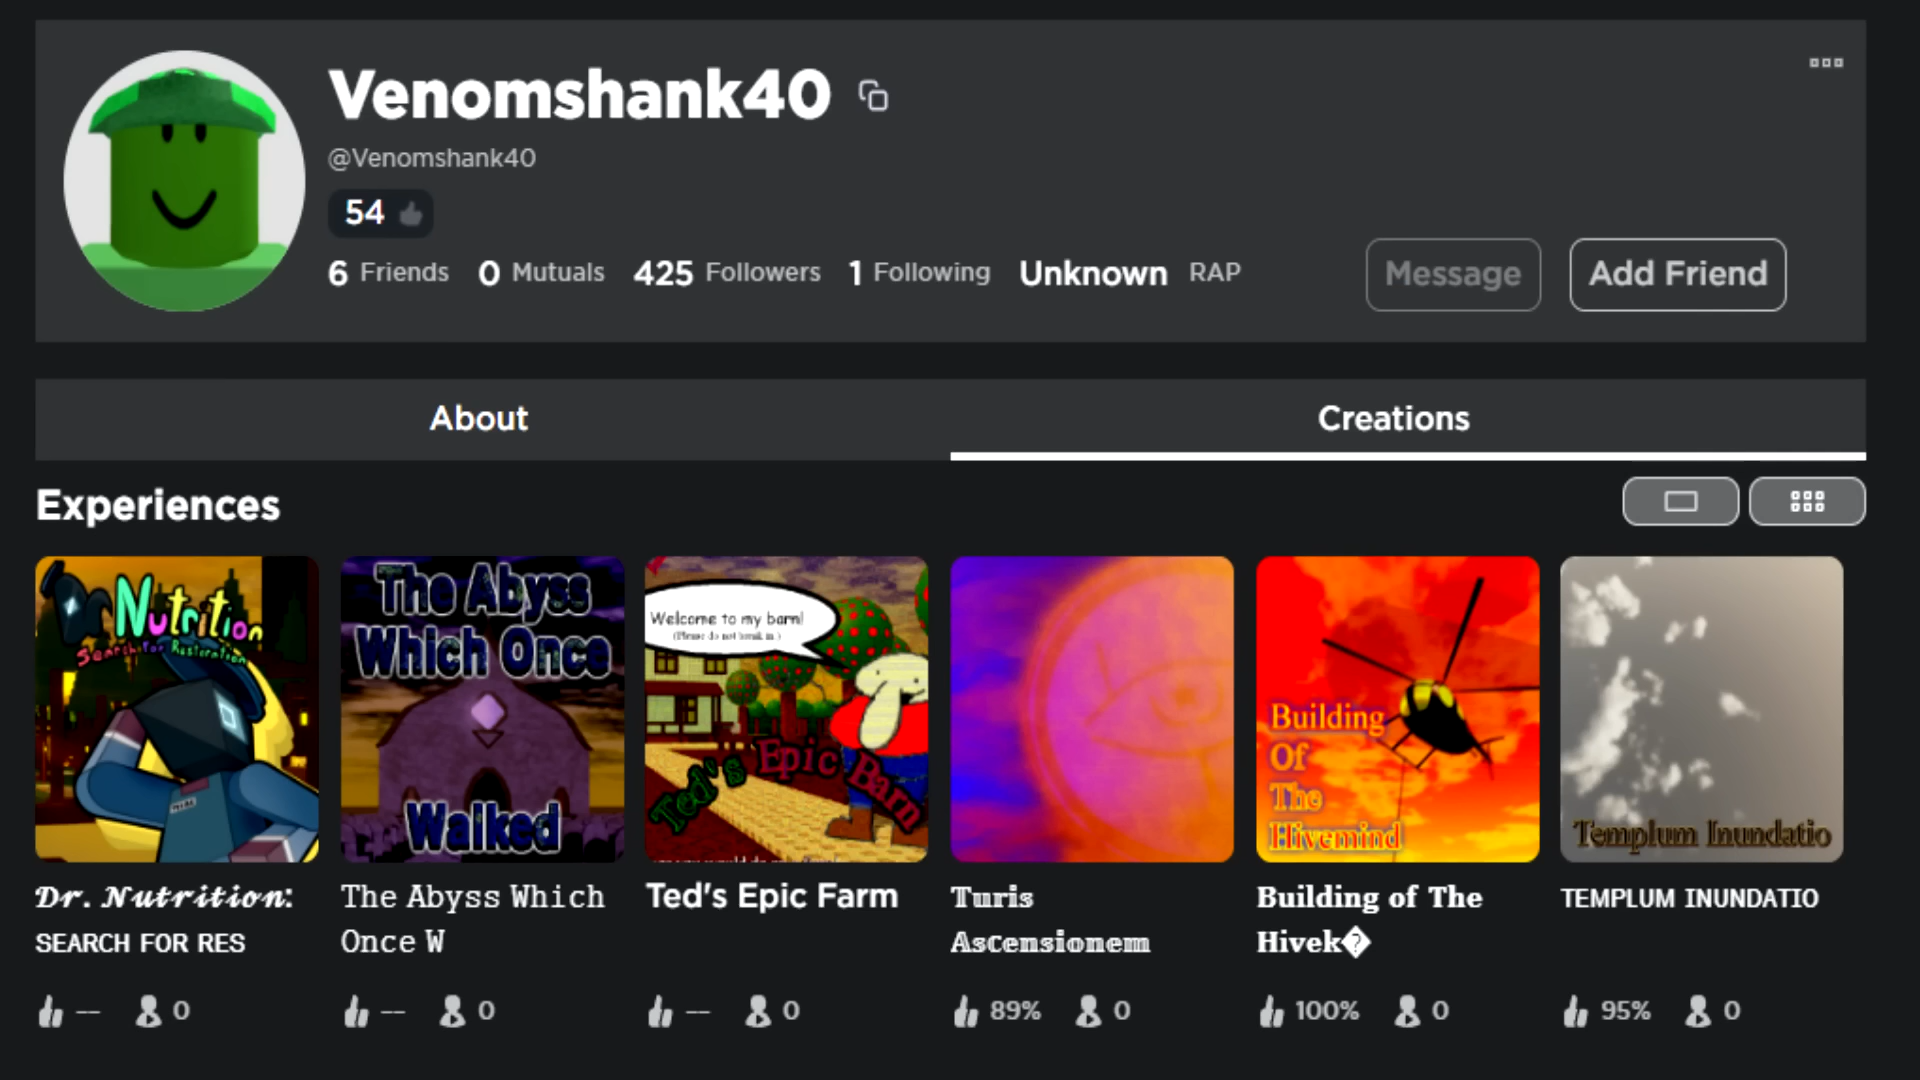 Venomshank40
@Venomshank40
54
6 Friends 0 Mutuals 425 Followers 1 Following Unknown RAP
Message
Add Friend
About
Creations
Experiences
Dr Nutrition
Search for Restoration
The Abyss
Which Once
Walked
Welcome to my barn!
(Please do not break in.)
Ted's Epic Barn
Building
Of
The
Hivemind
Templum Inundatio
𝓓𝓻. 𝓝𝓾𝓽𝓻𝓲𝓽𝓲𝓸𝓷:
SEARCH FOR RES
𝚃𝚑𝚎 𝙰𝚋𝚢𝚜𝚜 𝚆𝚑𝚒𝚌𝚑
𝙾𝚗𝚌𝚎 𝚆
Ted's Epic Farm
𝕋𝕦𝕣𝕚𝕤
𝔸𝕤𝕔𝕖𝕟𝕤𝕚𝕠𝕟𝕖𝕞
𝐁𝐮𝐢𝐥𝐝𝐢𝐧𝐠 𝐨𝐟 𝐓𝐡𝐞
𝐇𝐢𝐯𝐞𝐤�
TEMPLUM INUNDATIO
-- 0
-- 0
-- 0
89% 0
100% 0
95% 0